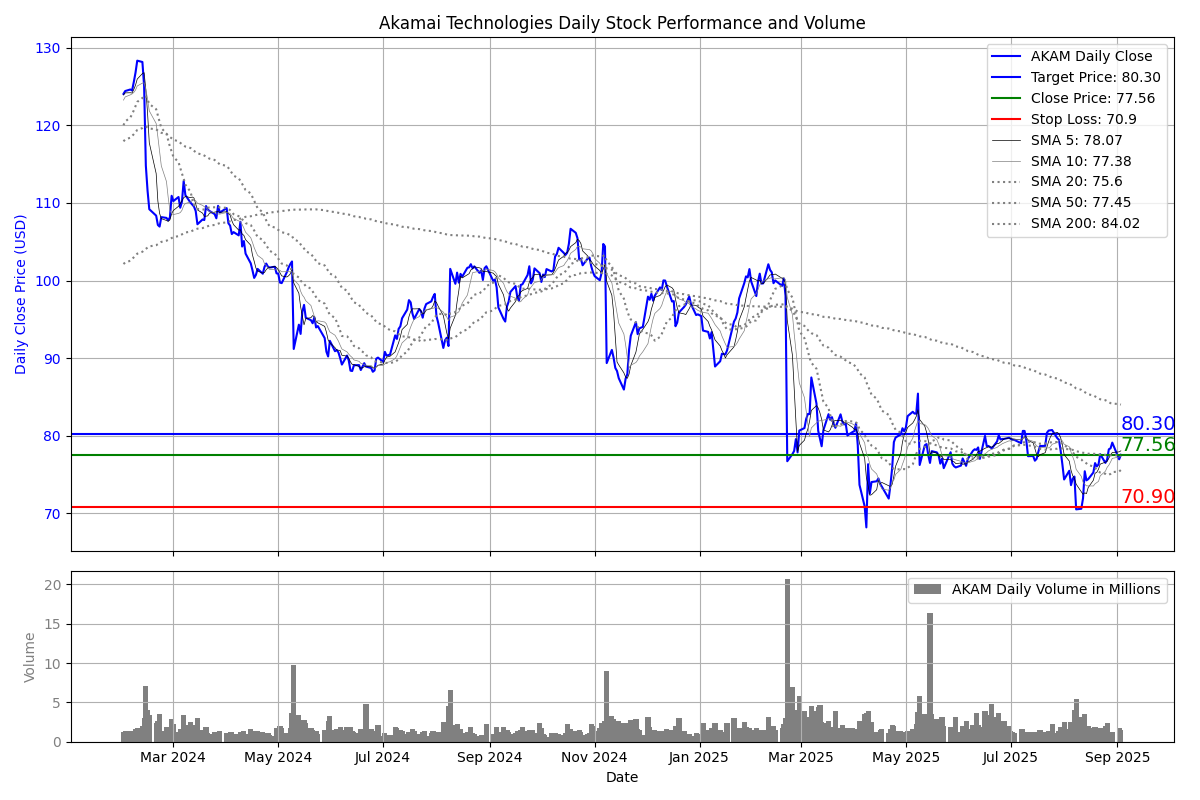 Akamai Technologies Daily Stock Performance and Volume
Daily Close Price (USD)
130
120
110
100
90
80
70
AKAM Daily Close
Target Price: 80.30
Close Price: 77.56
Stop Loss: 70.9
SMA 5: 78.07
SMA 10: 77.38
SMA 20: 75.6
SMA 50: 77.45
SMA 200: 84.02
80.30
77.56
70.90
Volume
20
15
10
5
0
AKAM Daily Volume in Millions
Mar 2024 May 2024 Jul 2024 Sep 2024 Nov 2024 Jan 2025 Mar 2025 May 2025 Jul 2025 Sep 2025
Date